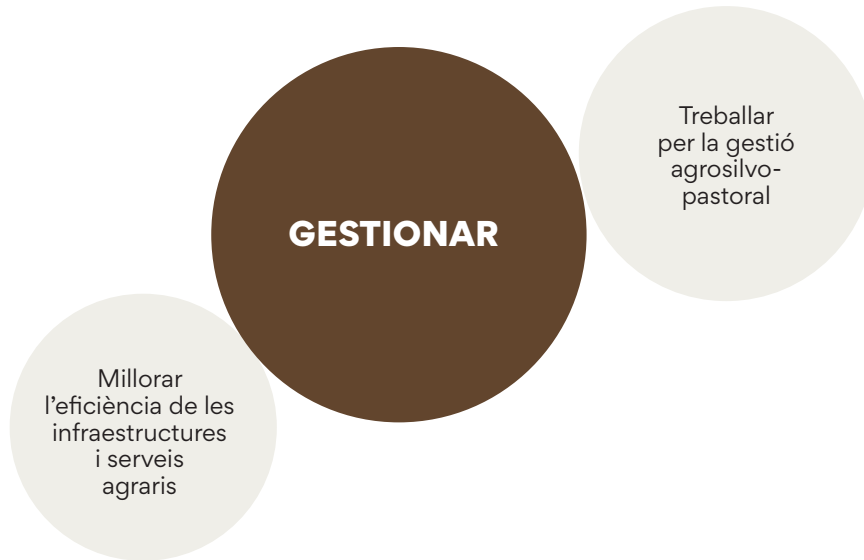 Treballar
per la gestió
agrosilvo-
pastoral
GESTIONAR
Millorar
l’eficiència de les
infraestructures
i serveis
agraris